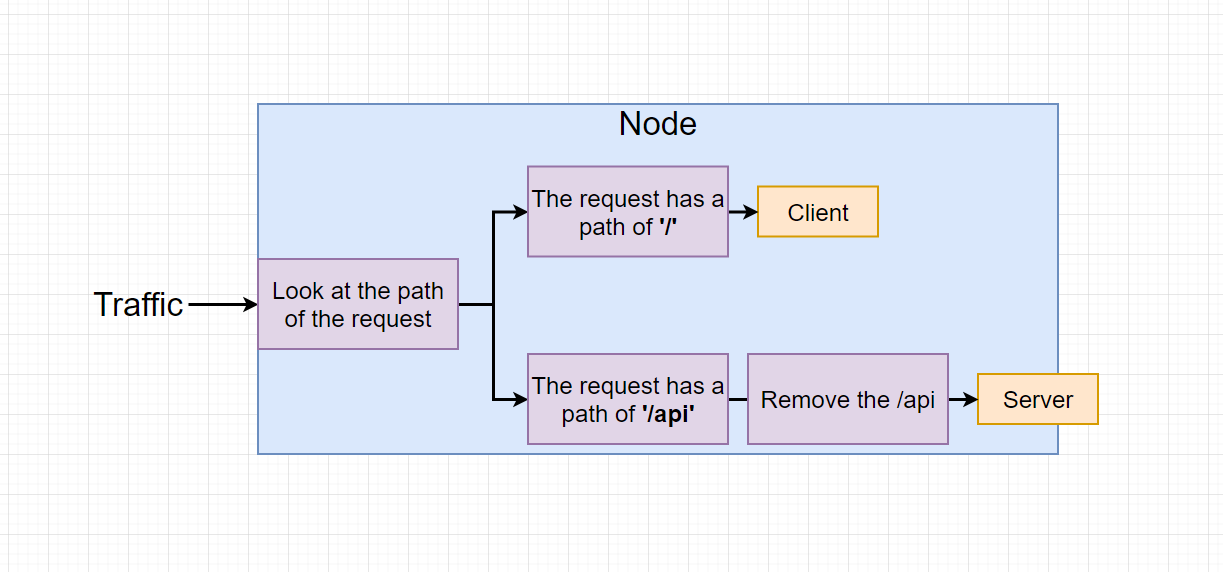 Node
Traffic
Look at the path
of the request
The request has a
path of '/'
Client
The request has a
path of '/api'
Remove the /api
Server